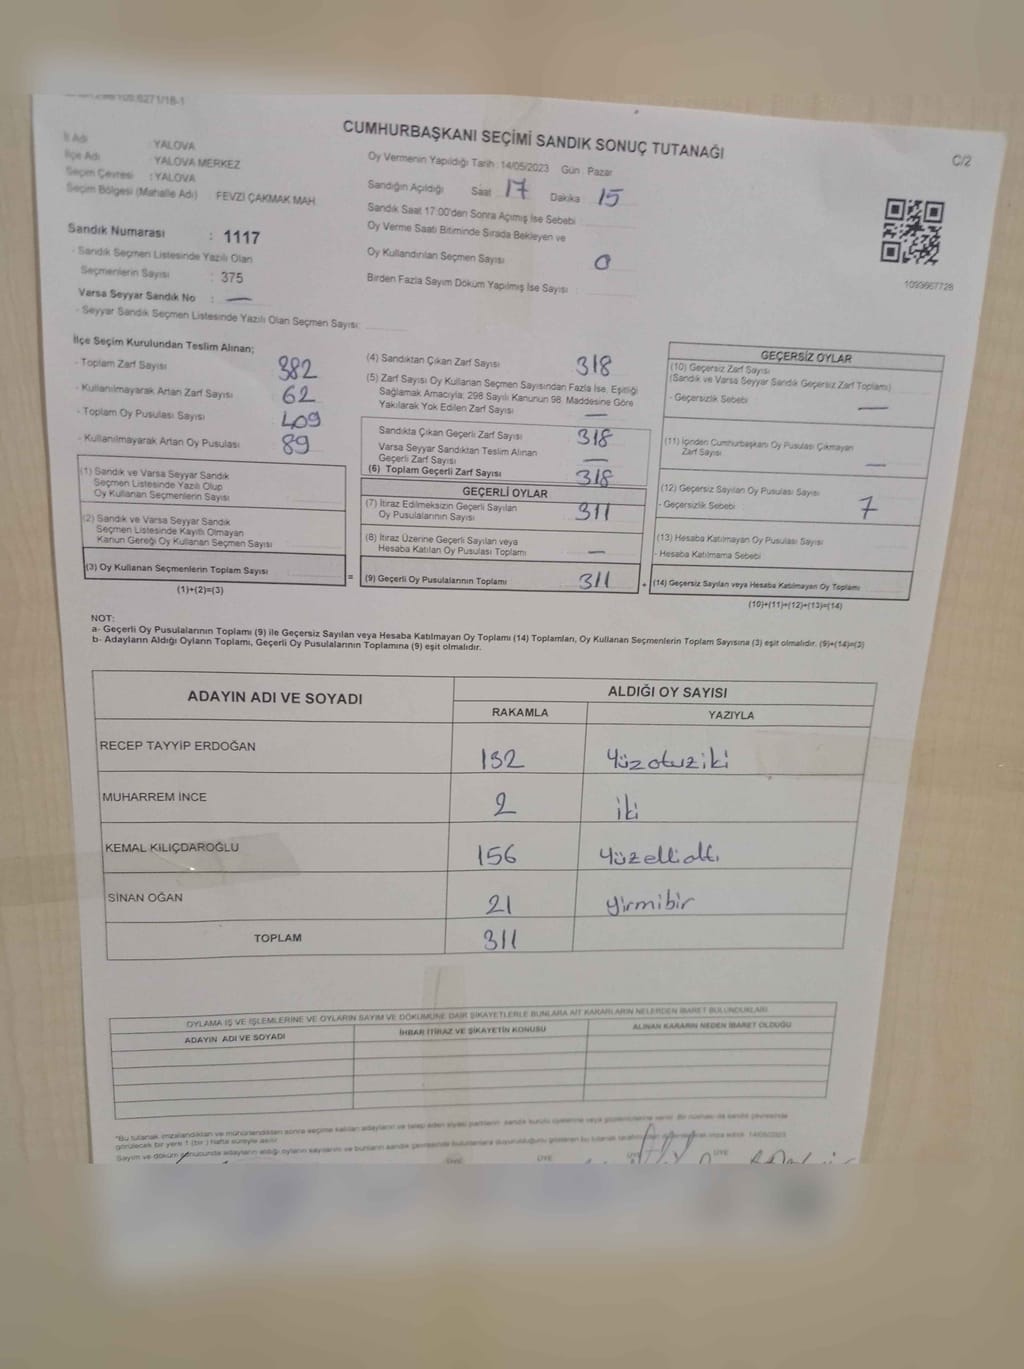 CUMHURBAŞKANI SEÇİMİ SANDIK SONUÇ TUTANAĞI
C/2
İl Adı : YALOVA
İlçe Adı YALOVA MERKEZ
Seçim Çevresi : YALOVA
Seçim Bölgesi (Mahalle Adı) FEVZİ ÇAKMAK MAH.
Sandık Numarası : 1117
- Sandık Seçmen Listesinde Yazılı Olan
Seçmenlerin Sayısı : 375
Varsa Seyyar Sandık No : —
- Seyyar Sandık Seçmen Listesinde Yazılı Olan Seçmen Sayısı:
Oy Vermenin Yapıldığı Tarih : 14/05/2023 Gün : Pazar
Sandığın Açıldığı Saat 17 Dakika 15
Sandık Saat 17:00'den Sonra Açımış İse Sebebi
Oy Verme Saati Bitiminde Sırada Bekleyen ve
Oy Kullandırılan Seçmen Sayısı 0
Birden Fazla Sayım Döküm Yapılmış İse Sayısı :
1093667728
İlçe Seçim Kurulundan Teslim Alınan;
- Toplam Zarf Sayısı 382
- Kullanılmayarak Artan Zarf Sayısı 62
- Toplam Oy Pusulası Sayısı 409
- Kullanılmayarak Artan Oy Pusulası 89
(1) Sandık ve Varsa Seyyar Sandık
Seçmen Listesinde Yazılı Olup
Oy Kullanan Seçmenlerin Sayısı
(2) Sandık ve Varsa Seyyar Sandık
Seçmen Listesinde Kayıtlı Olmayan
Kanun Gereği Oy Kullanan Seçmen Sayısı
(3) Oy Kullanan Seçmenlerin Toplam Sayısı
(1)+(2)=(3)
(4) Sandıktan Çıkan Zarf Sayısı 318
(5) Zarf Sayısı Oy Kullanan Seçmen Sayısından Fazla İse, Eşitliği
Sağlamak Amacıyla, 298 Sayılı Kanunun 98. Maddesine Göre
Yakılarak Yok Edilen Zarf Sayısı —
Sandıkta Çıkan Geçerli Zarf Sayısı 318
Varsa Seyyar Sandıktan Teslim Alınan
Geçerli Zarf Sayısı —
(6) Toplam Geçerli Zarf Sayısı 318
GEÇERLİ OYLAR
(7) İtiraz Edilmeksizin Geçerli Sayılan
Oy Pusulalarının Sayısı 311
(8) İtiraz Üzerine Geçerli Sayılan veya
Hesaba Katılan Oy Pusulası Toplamı —
= (9) Geçerli Oy Pusulalarının Toplamı 311
GEÇERSİZ OYLAR
(10) Geçersiz Zarf Sayısı
(Sandık ve Varsa Seyyar Sandık Geçersiz Zarf Toplamı)
- Geçersizlik Sebebi —
(11) İçinden Cumhurbaşkanı Oy Pusulası Çıkmayan
Zarf Sayısı —
(12) Geçersiz Sayılan Oy Pusulası Sayısı
- Geçersizlik Sebebi 7
(13) Hesaba Katılmayan Oy Pusulası Sayısı
- Hesaba Katılmama Sebebi
+ (14) Geçersiz Sayılan veya Hesaba Katılmayan Oy Toplamı
(10)+(11)+(12)+(13)=(14)
NOT:
a- Geçerli Oy Pusulalarının Toplamı (9) ile Geçersiz Sayılan veya Hesaba Katılmayan Oy Toplamı (14) Toplamları, Oy Kullanan Seçmenlerin Toplam Sayısına (3) eşit olmalıdır. (9)+(14)=(3)
b- Adayların Aldığı Oyların Toplamı, Geçerli Oy Pusulalarının Toplamına (9) eşit olmalıdır.
ADAYIN ADI VE SOYADI ALDIĞI OY SAYISI
RAKAMLA YAZIYLA
RECEP TAYYİP ERDOĞAN 132 Yüzotuziki
MUHARREM İNCE 2 iki
KEMAL KILIÇDAROĞLU 156 Yüzellialtı
SİNAN OĞAN 21 yirmibir
TOPLAM 311
OYLAMA İŞ VE İŞLEMLERİNE VE OYLARIN SAYIM VE DÖKÜMÜNE DAİR ŞİKAYETLERLE BUNLARA AİT KARARLARIN NELERDEN İBARET BULUNDUKLARI
ADAYIN ADI VE SOYADI İHBAR İTİRAZ VE ŞİKAYETİN KONUSU ALINAN KARARIN NEDEN İBARET OLDUĞU
görülecek bir yere 1 (bir) hafta süreyle asılır.
ÜYE ÜYE ÜYE ÜYE